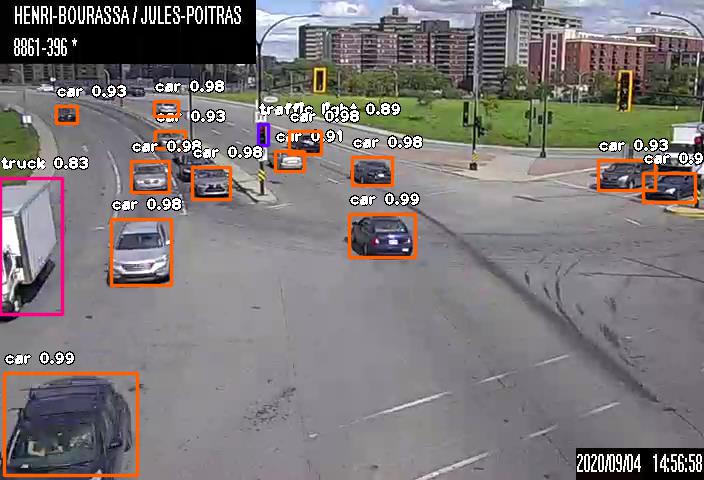 HENRI-BOURASSA / JULES-POITRAS
8861-396 *
car 0.93
car 0.98
car 0.93
traffic light 0.89
car 0.98
car 0.91
car 0.98
car 0.98
car 0.98
car 0.93
car 0.9
truck 0.83
car 0.98
car 0.99
car 0.99
2020/09/04 14:56:58